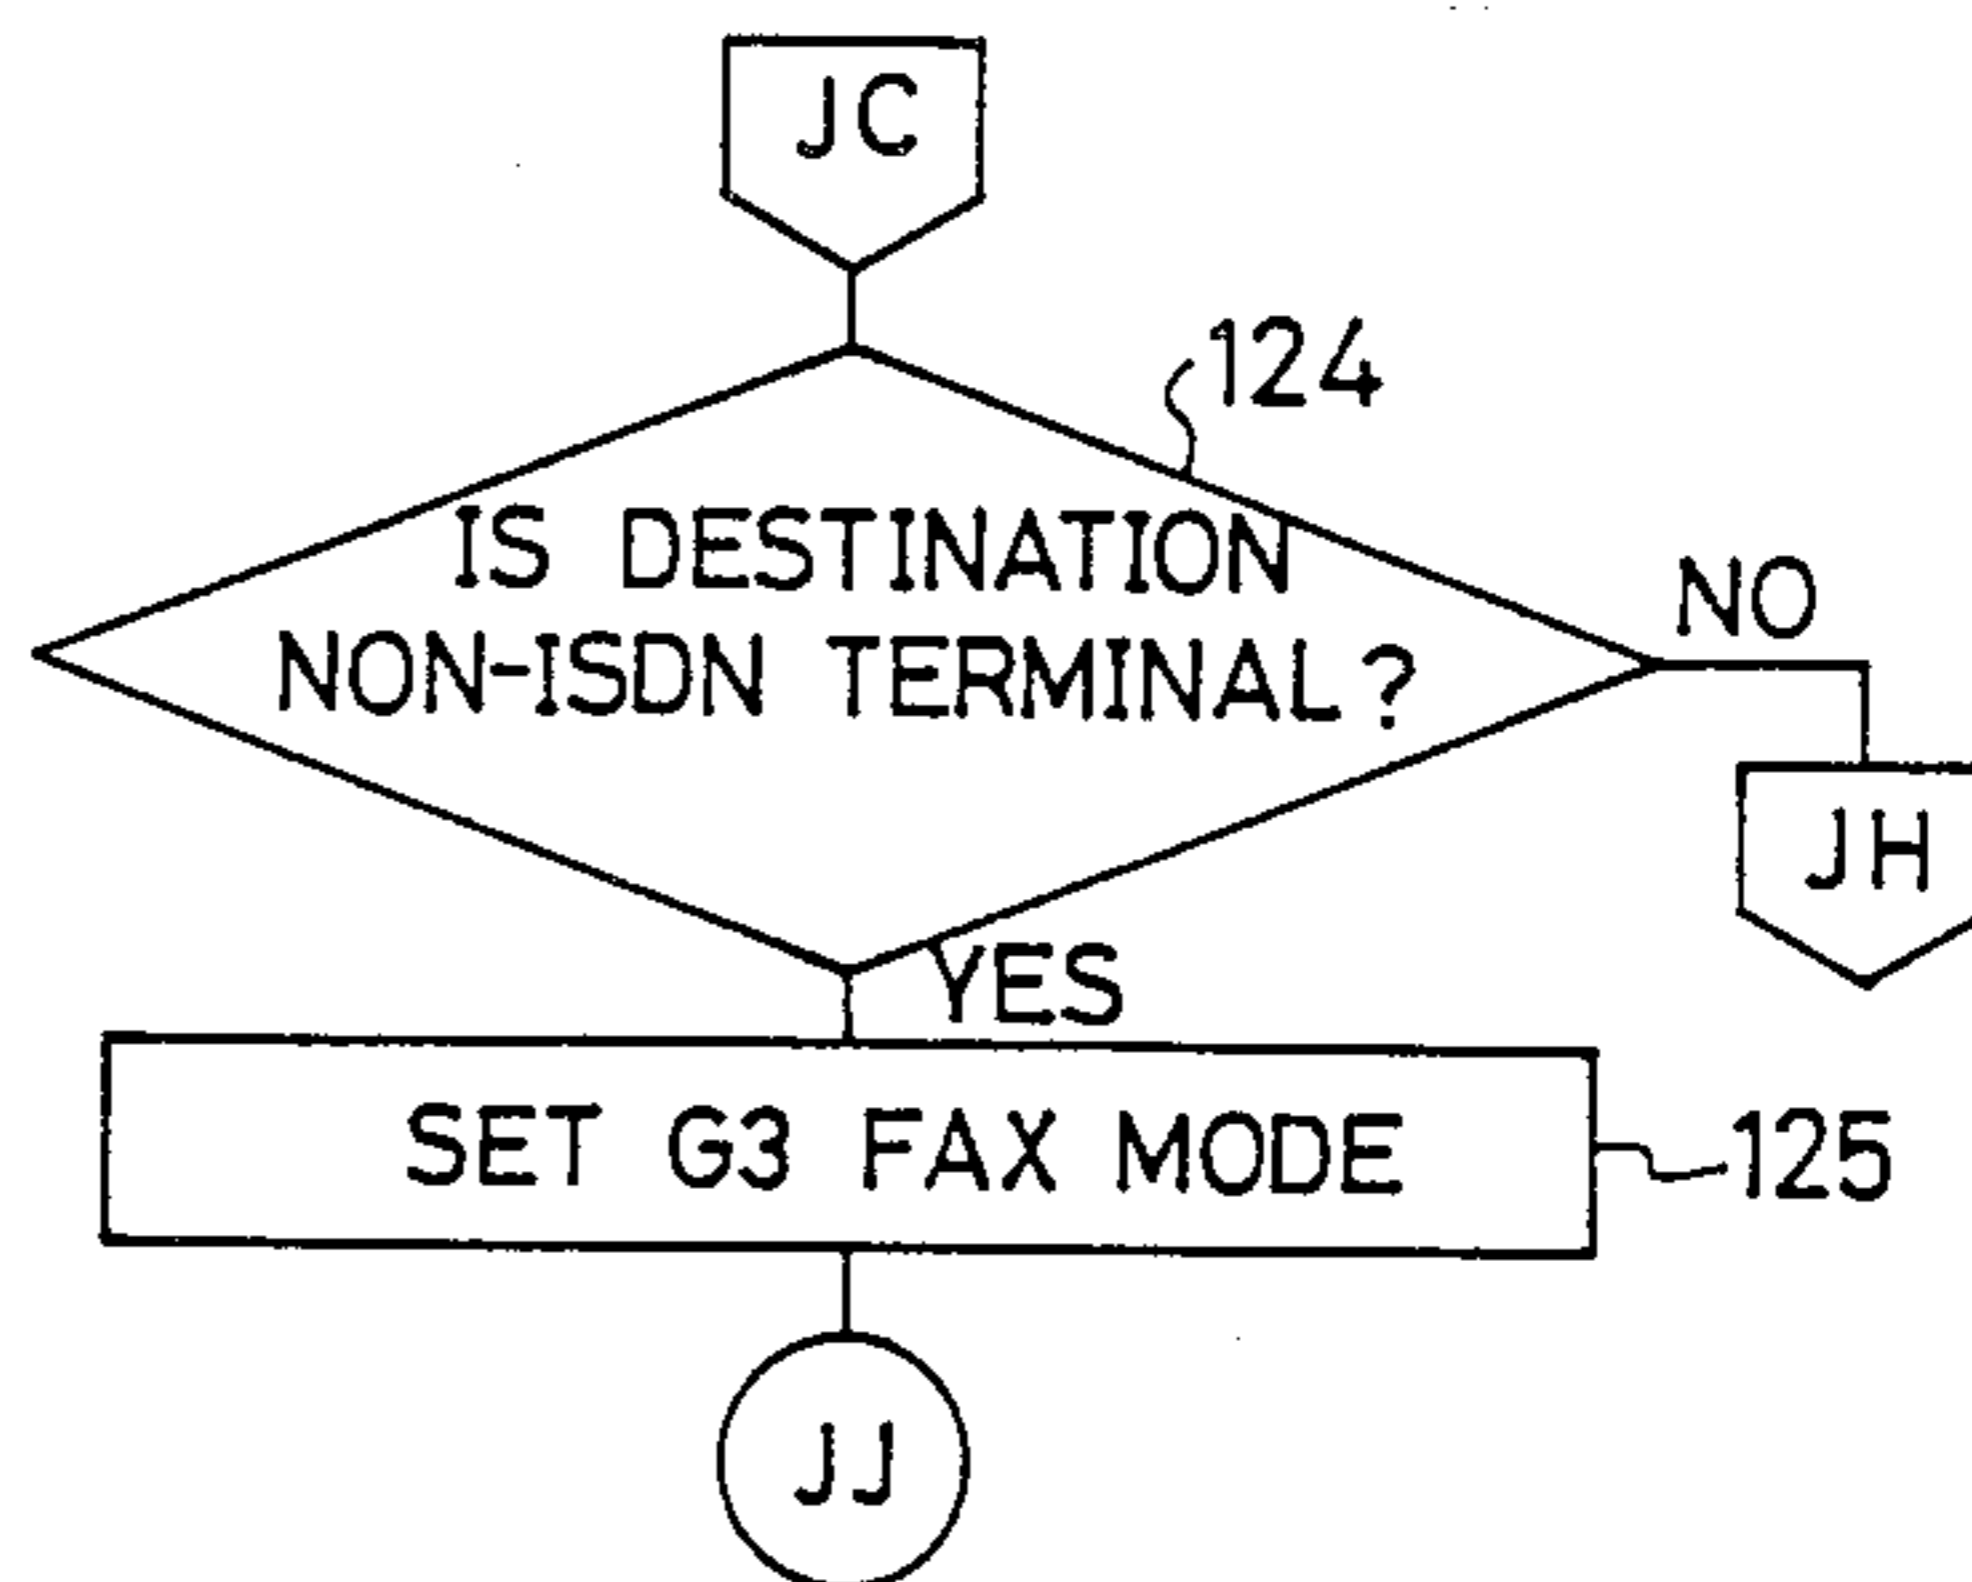 JC
124
IS DESTINATION
NON-ISDN TERMINAL?
NO
JH
YES
SET G3 FAX MODE
125
JJ